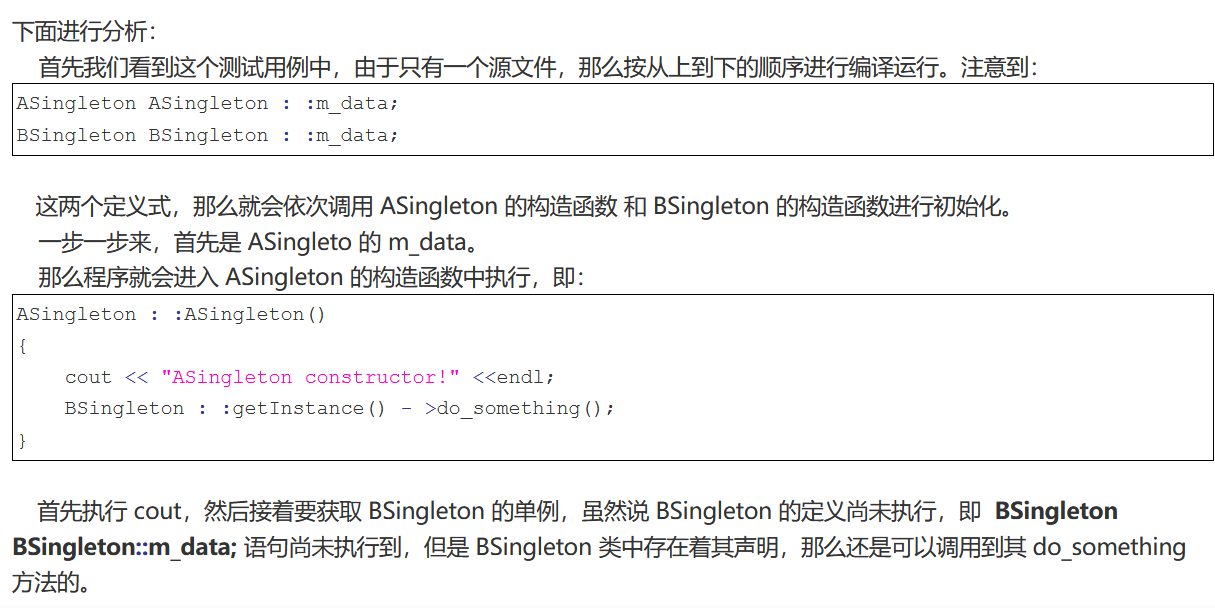 下面进行分析：
首先我们看到这个测试用例中，由于只有一个源文件，那么按从上到下的顺序进行编译运行。注意到：
ASingleton ASingleton : :m_data;
BSingleton BSingleton : :m_data;
这两个定义式，那么就会依次调用 ASingleton 的构造函数 和 BSingleton 的构造函数进行初始化。
一步一步来，首先是 ASingleto 的 m_data。
那么程序就会进入 ASingleton 的构造函数中执行，即：
ASingleton : :ASingleton()
{
cout << "ASingleton constructor!" <<endl;
BSingleton : :getInstance() - >do_something();
}
首先执行 cout，然后接着要获取 BSingleton 的单例，虽然说 BSingleton 的定义尚未执行，即 BSingleton
BSingleton::m_data; 语句尚未执行到，但是 BSingleton 类中存在着其声明，那么还是可以调用到其 do_something
方法的。